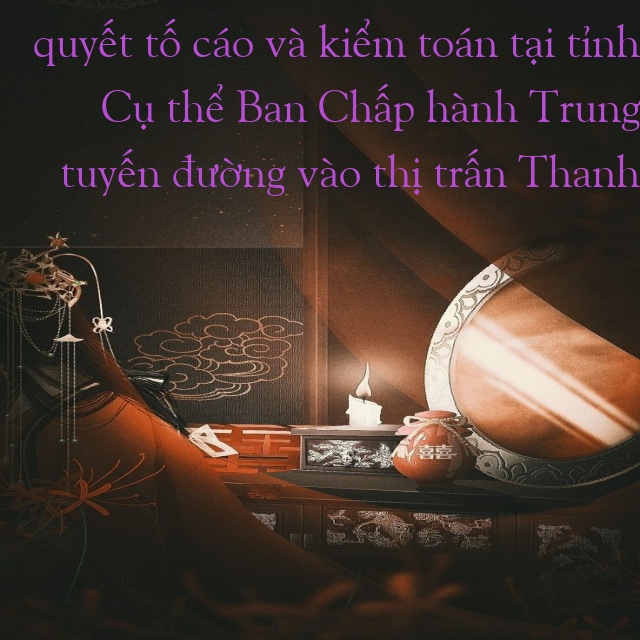 quyết tố cáo và kiểm toán tại tỉnh
Cụ thể Ban Chấp hành Trung
tuyến đường vào thị trấn Thanh
囍